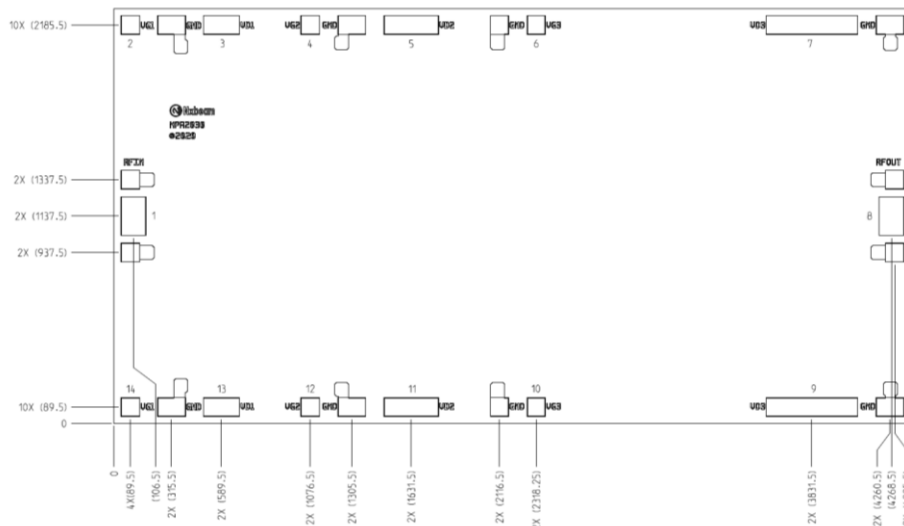 10X (2185.5)
VG1 GND VD1 VG2 GND VD2 GND VG3 VD3 GND
2 3 4 5 6 7
Nxbeam
MPA2030
©2020
RFIN RFOUT
2X (1337.5)
2X (1137.5) 1 8
2X (937.5)
14 13 12 11 10 9
10X (89.5) VG1 GND VD1 VG2 GND VD2 GND VG3 VD3 GND
0
0
4X(89.5)
(106.5)
2X (315.5)
2X (589.5)
2X (1076.5)
2X (1305.5)
2X (1631.5)
2X (2116.5)
2X (2318.25)
2X (3831.5)
2X (4260.5)
(4268.5)